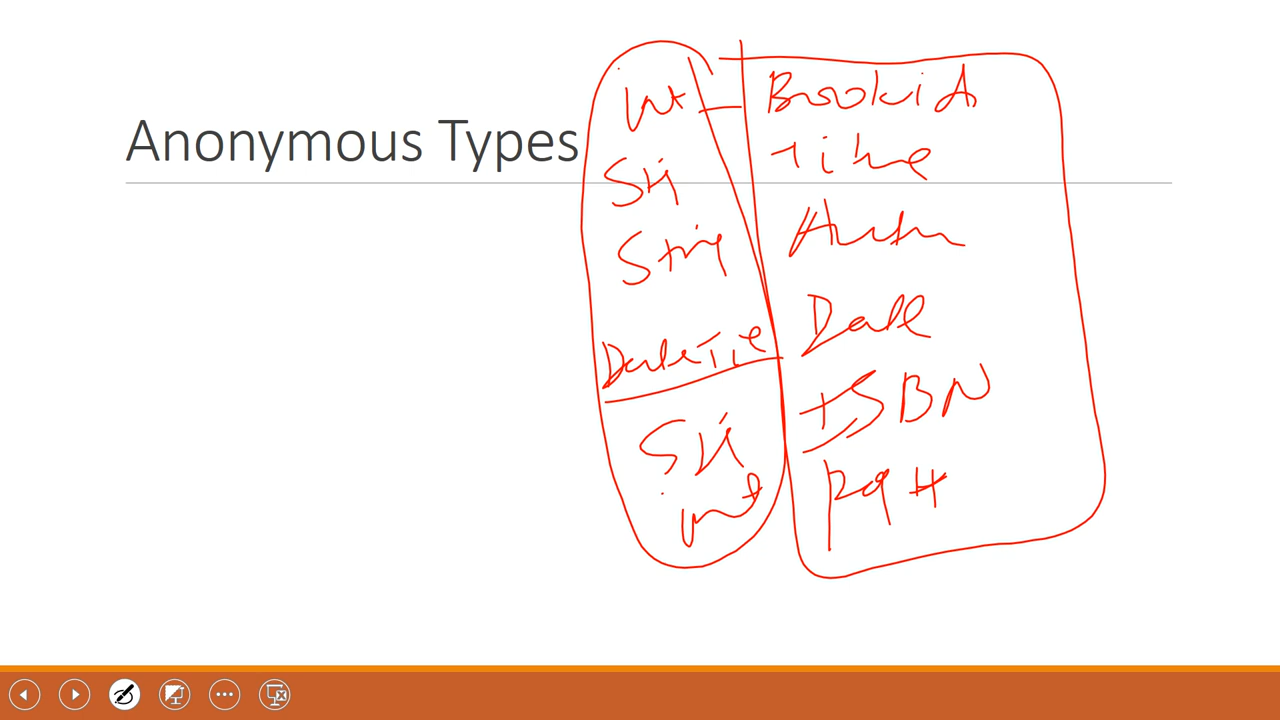 Anonymous Types
int BookId
Str Title
String Author
DateTime Date
Str ISBN
int Pg #